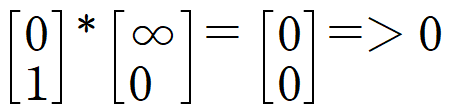 [0 1] * [∞ 0] = [0 0] => 0